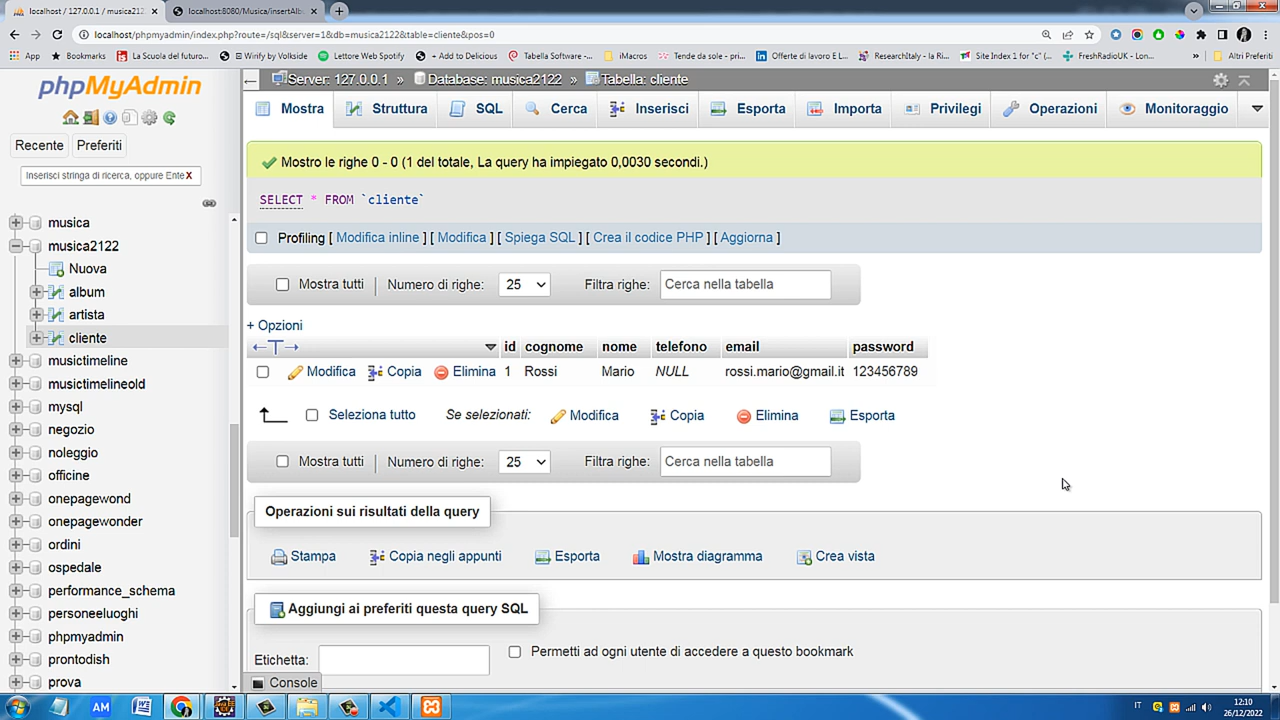 localhost / 127.0.0.1 / musica212
localhost:8080/Musica/insertAlb
localhost/phpmyadmin/index.php?route=/sql&server=1&db=musica2122&table=cliente&pos=0
App
Bookmarks
La Scuola del futuro...
Winify by Volkside
Add to Delicious
Lettore Word Spotify
Tabella Software -...
iMacros
Tende da sole - imp...
Offerte di lavoro e...
ResearchItaly - la Ri...
Site Index 1 for "c" (...
FreshRadioUK - Lon...
Altri Preferiti
phpMyAdmin
Recente
Preferiti
Inserisci stringa di ricerca, oppure Ente X
musica
musica2122
Nuova
album
artista
cliente
musictimeline
musictimelineold
mysql
negozio
noleggio
officine
onepagewond
onepagewonder
ordini
ospedale
performance_schema
personeeluoghi
phpmyadmin
prontodish
prova
Server: 127.0.0.1 » Database: musica2122 » Tabella: cliente
Mostra Struttura SQL Cerca Inserisci Esporta Importa Privilegi Operazioni Monitoraggio
Mostro le righe 0 - 0 (1 del totale, La query ha impiegato 0,0030 secondi.)
SELECT * FROM `cliente`
Profiling [ Modifica inline ] [ Modifica ] [ Spiega SQL ] [ Crea il codice PHP ] [ Aggiorna ]
Mostra tutti Numero di righe: 25 Filtra righe: Cerca nella tabella
+ Opzioni
←T→ id cognome nome telefono email password
Modifica Copia Elimina 1 Rossi Mario NULL rossi.mario@gmail.it 123456789
Seleziona tutto Se selezionati: Modifica Copia Elimina Esporta
Mostra tutti Numero di righe: 25 Filtra righe: Cerca nella tabella
Operazioni sui risultati della query
Stampa Copia negli appunti Esporta Mostra diagramma Crea vista
Aggiungi ai preferiti questa query SQL
Etichetta: Permetti ad ogni utente di accedere a questo bookmark
Console
AM
IT
12:10
26/12/2022